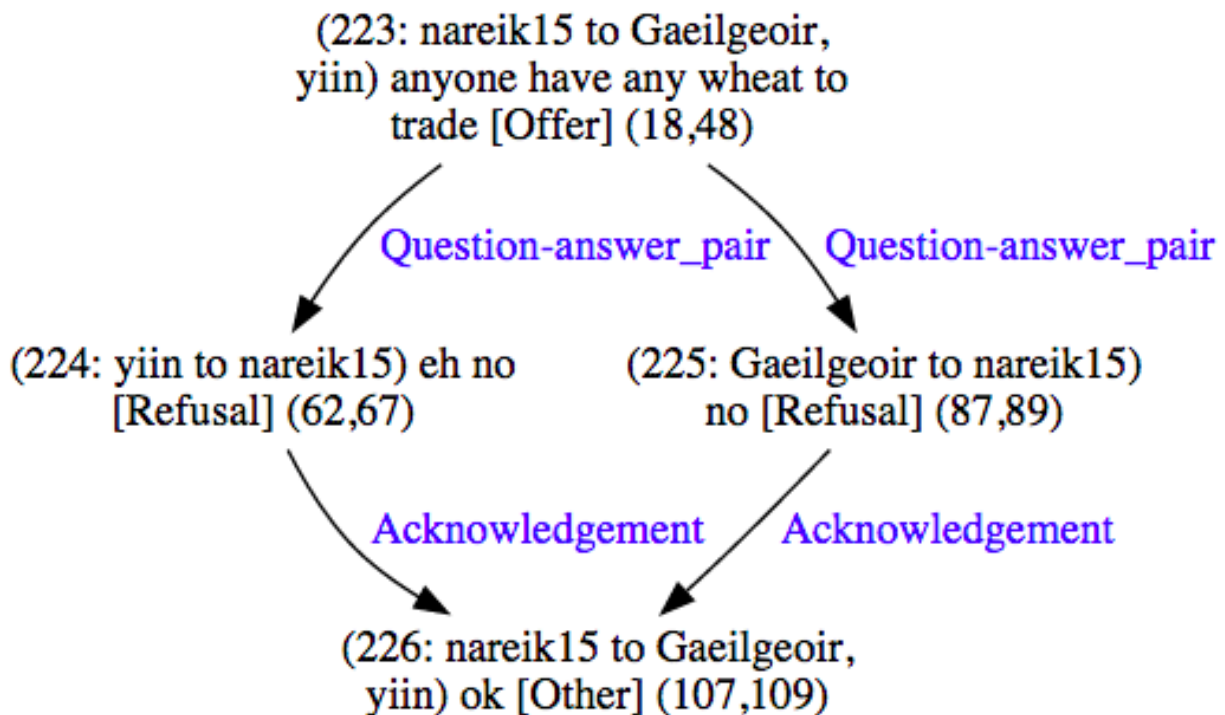 (223: nareik15 to Gaeilgeoir,
yiin) anyone have any wheat to
trade [Offer] (18,48)
Question-answer_pair
Question-answer_pair
(224: yiin to nareik15) eh no
[Refusal] (62,67)
(225: Gaeilgeoir to nareik15)
no [Refusal] (87,89)
Acknowledgement
Acknowledgement
(226: nareik15 to Gaeilgeoir,
yiin) ok [Other] (107,109)